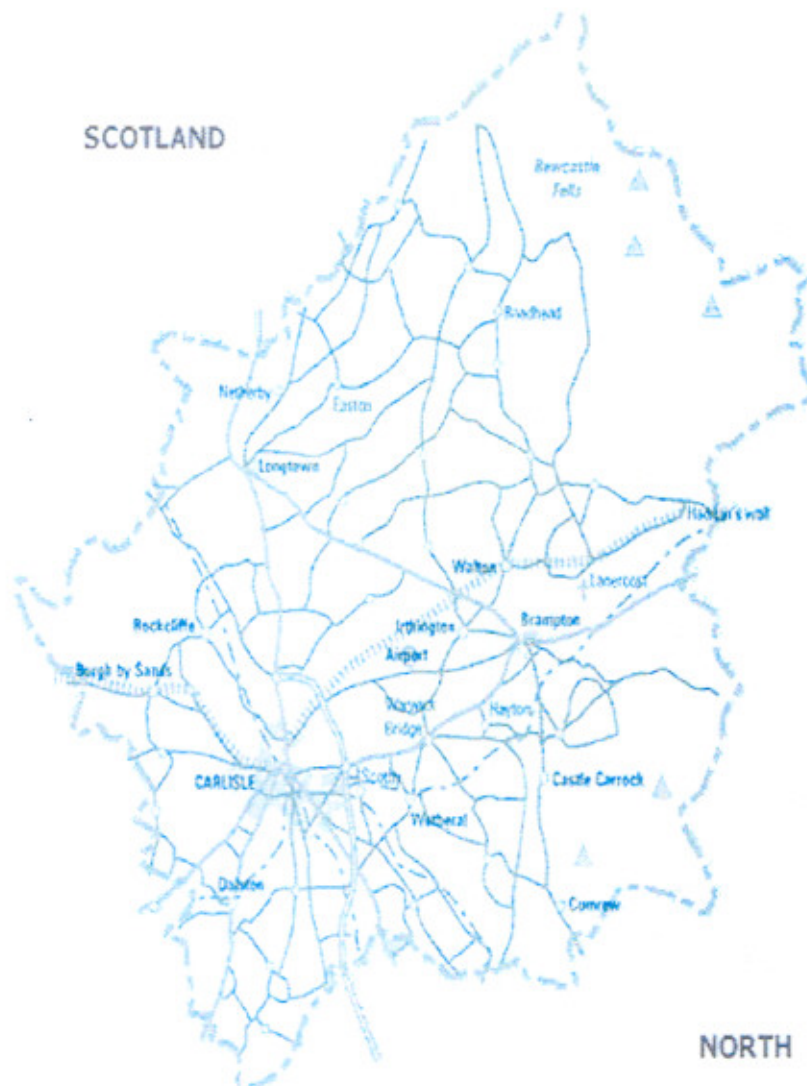 SCOTLAND
Bewcastle
Fells
Roadhead
Netherby
Easton
Longtown
Hadrian's wall
Walton
Lanercost
Rockcliffe
Irthington
Brampton
Airport
Burgh by Sands
Warwick
Bridge
Hayton
CARLISLE
Scotby
Castle Carrock
Wetheral
Dalston
Cumrew
NORTH